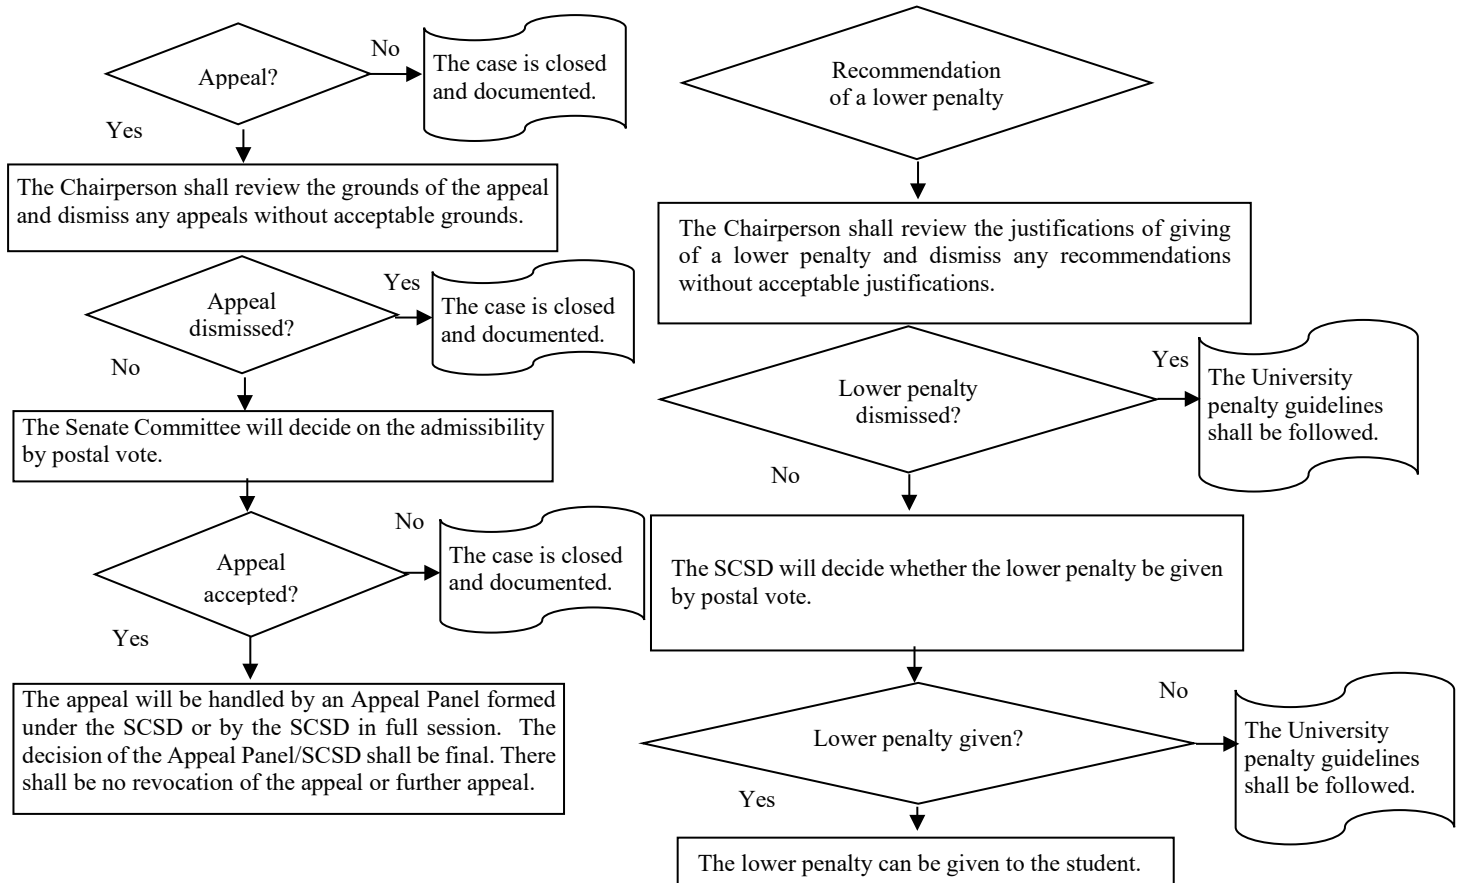 Appeal?
No
The case is closed
and documented.
Yes
The Chairperson shall review the grounds of the appeal
and dismiss any appeals without acceptable grounds.
Appeal
dismissed?
Yes
The case is closed
and documented.
No
The Senate Committee will decide on the admissibility
by postal vote.
Appeal
accepted?
No
The case is closed
and documented.
Yes
The appeal will be handled by an Appeal Panel formed
under the SCSD or by the SCSD in full session. The
decision of the Appeal Panel/SCSD shall be final. There
shall be no revocation of the appeal or further appeal.
Recommendation
of a lower penalty
The Chairperson shall review the justifications of giving
of a lower penalty and dismiss any recommendations
without acceptable justifications.
Lower penalty
dismissed?
Yes
The University
penalty guidelines
shall be followed.
No
The SCSD will decide whether the lower penalty be given
by postal vote.
Lower penalty given?
No
The University
penalty guidelines
shall be followed.
Yes
The lower penalty can be given to the student.